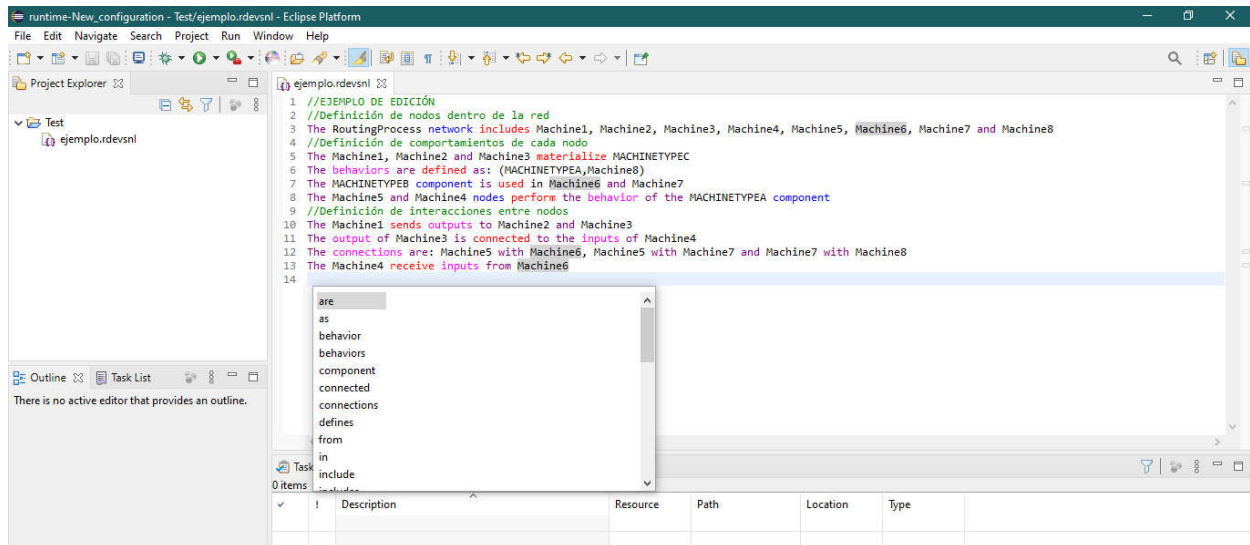 runtime-New_configuration - Test/ejemplo.rdevsnl - Eclipse Platform
File Edit Navigate Search Project Run Window Help
Project Explorer
Test
ejemplo.rdevsnl
ejemplo.rdevsnl
1 //EJEMPLO DE EDICIÓN
2 //Definición de nodos dentro de la red
3 The RoutingProcess network includes Machine1, Machine2, Machine3, Machine4, Machine5, Machine6, Machine7 and Machine8
4 //Definición de comportamientos de cada nodo
5 The Machine1, Machine2 and Machine3 materialize MACHINETYPEC
6 The behaviors are defined as: (MACHINETYPEA,Machine8)
7 The MACHINETYPEB component is used in Machine6 and Machine7
8 The Machine5 and Machine4 nodes perform the behavior of the MACHINETYPEA component
9 //Definición de interacciones entre nodos
10 The Machine1 sends outputs to Machine2 and Machine3
11 The output of Machine3 is connected to the inputs of Machine4
12 The connections are: Machine5 with Machine6, Machine5 with Machine7 and Machine7 with Machine8
13 The Machine4 receive inputs from Machine6
14
are
as
behavior
behaviors
component
connected
connections
defines
from
in
include
includes
Outline Task List
There is no active editor that provides an outline.
Task
0 items
! Description Resource Path Location Type